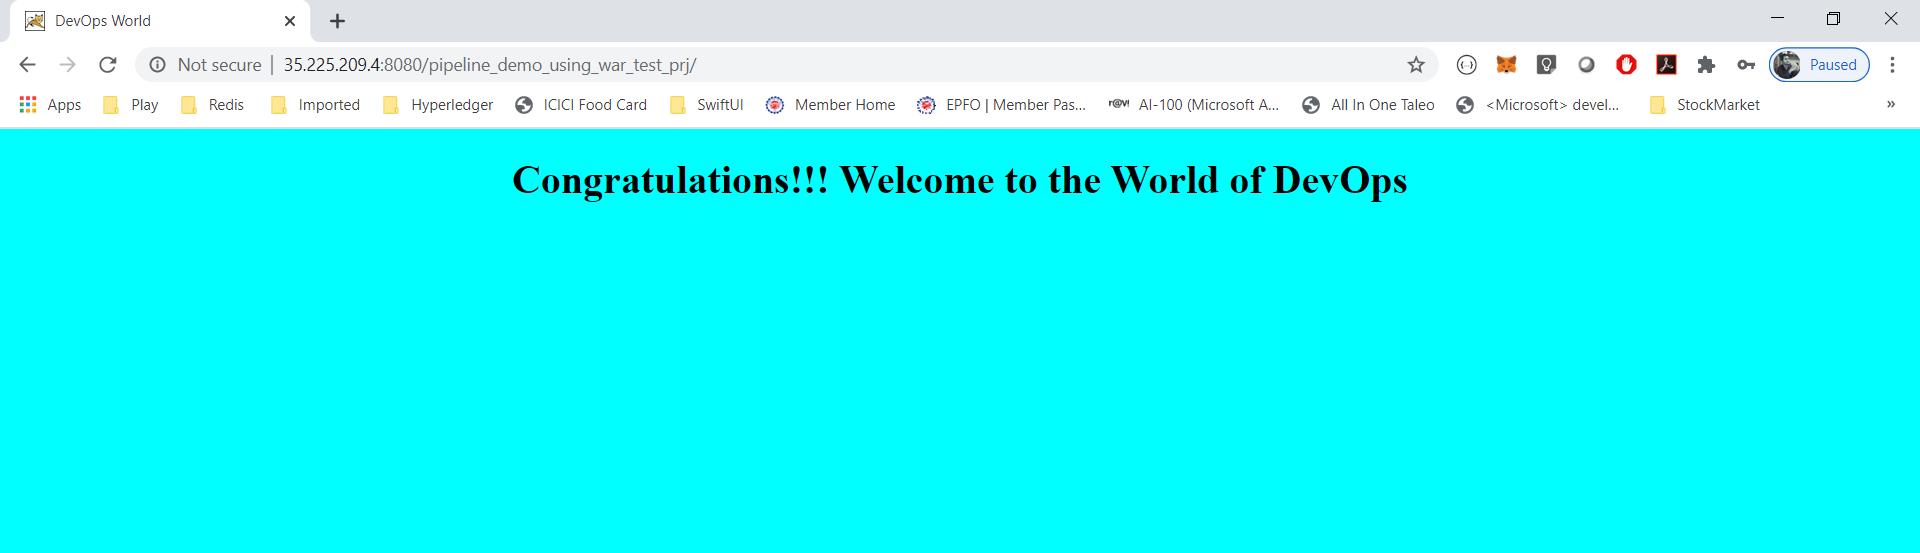 DevOps World
Not secure | 35.225.209.4:8080/pipeline_demo_using_war_test_prj/ Paused
Apps Play Redis Imported Hyperledger ICICI Food Card SwiftUI Member Home EPFO | Member Pas... r@v! AI-100 (Microsoft A... All In One Taleo <Microsoft> devel... StockMarket »
Congratulations!!! Welcome to the World of DevOps